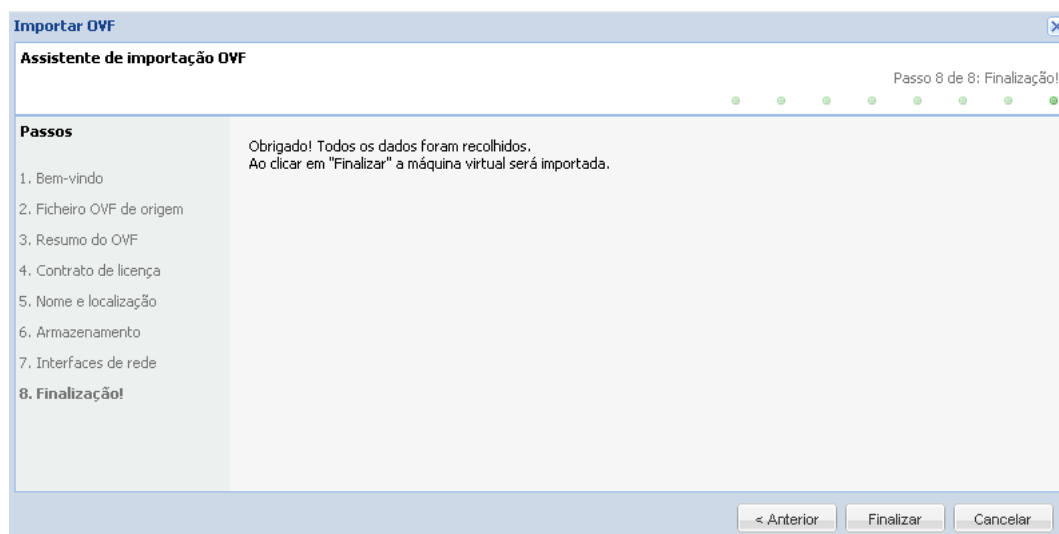 Importar OVF
Assistente de importação OVF
Passo 8 de 8: Finalização!
Passos
1. Bem-vindo
2. Ficheiro OVF de origem
3. Resumo do OVF
4. Contrato de licença
5. Nome e localização
6. Armazenamento
7. Interfaces de rede
8. Finalização!
Obrigado! Todos os dados foram recolhidos.
Ao clicar em "Finalizar" a máquina virtual será importada.
< Anterior
Finalizar
Cancelar